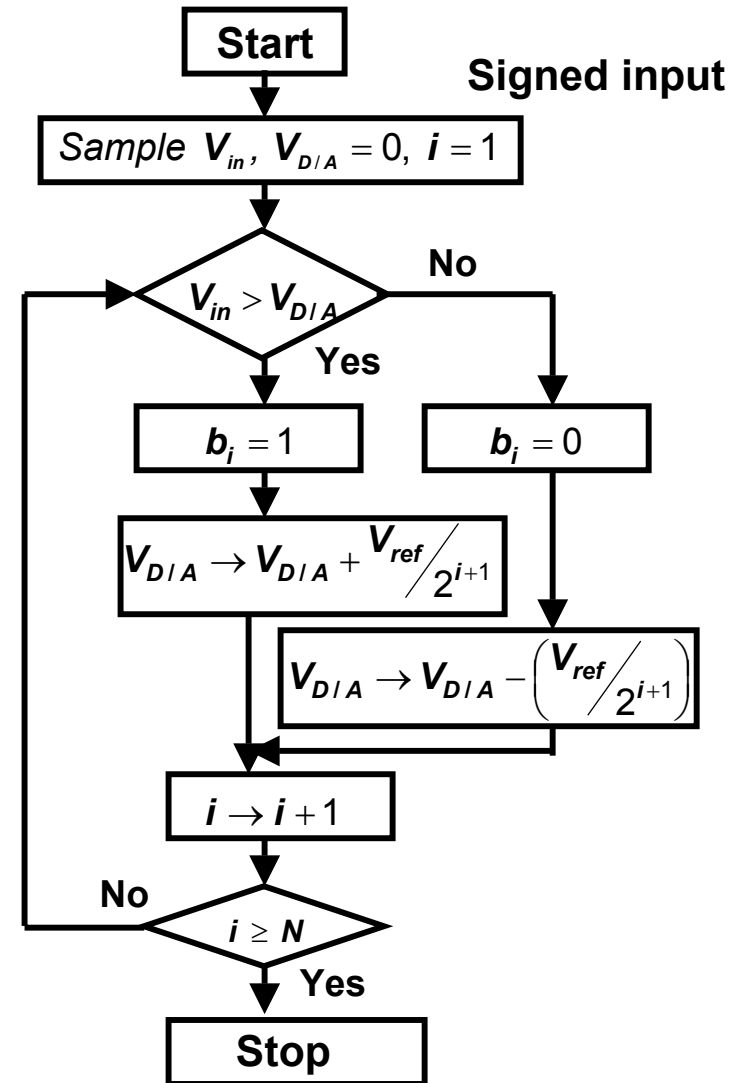 Start
Signed input
Sample V_in, V_D/A = 0, i = 1
V_in > V_D/A
No
Yes
b_i = 1
b_i = 0
V_D/A → V_D/A + V_ref/2^{i+1}
V_D/A → V_D/A − (V_ref/2^{i+1})
i → i + 1
No
i ≥ N
Yes
Stop